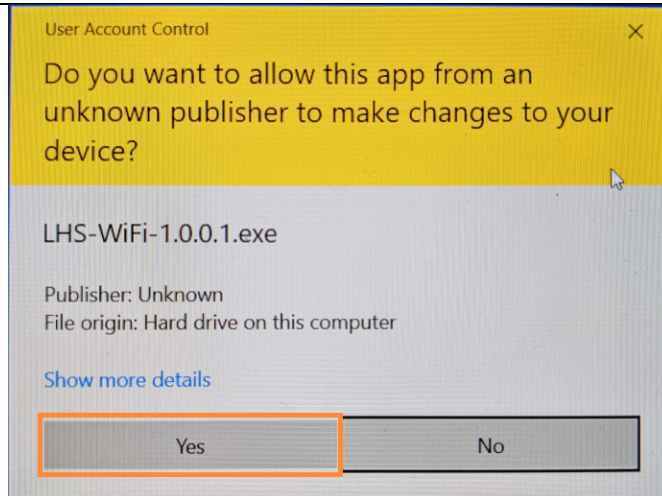 User Account Control
Do you want to allow this app from an
unknown publisher to make changes to your
device?
LHS-WiFi-1.0.0.1.exe
Publisher: Unknown
File origin: Hard drive on this computer
Show more details
Yes
No